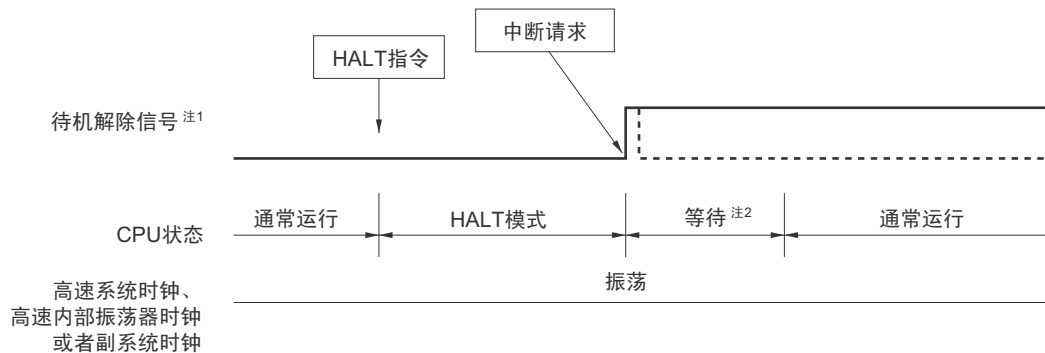 中断请求
HALT指令
待机解除信号 注1
通常运行
HALT模式
等待 注2
通常运行
CPU状态
振荡
高速系统时钟、
高速内部振荡器时钟
或者副系统时钟